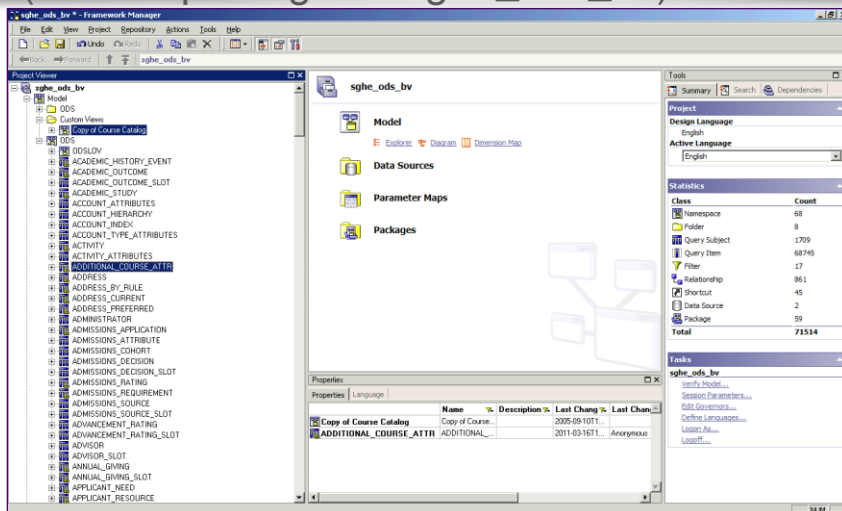 sghe_ods_bv * - Framework Manager
File Edit View Project Repository Actions Tools Help
Undo Redo
Back Forward sghe_ods_bv
Project Viewer
sghe_ods_bv
Model
ODS
Custom Views
Copy of Course Catalog
ODS
ODSLOV
ACADEMIC_HISTORY_EVENT
ACADEMIC_OUTCOME
ACADEMIC_OUTCOME_SLOT
ACADEMIC_STUDY
ACCOUNT_ATTRIBUTES
ACCOUNT_HIERARCHY
ACCOUNT_INDEX
ACCOUNT_TYPE_ATTRIBUTES
ACTIVITY
ACTIVITY_ATTRIBUTES
ADDITIONAL_COURSE_ATTR
ADDRESS
ADDRESS_BY_RULE
ADDRESS_CURRENT
ADDRESS_PREFERRED
ADMINISTRATOR
ADMISSIONS_APPLICATION
ADMISSIONS_ATTRIBUTE
ADMISSIONS_COHORT
ADMISSIONS_DECISION
ADMISSIONS_DECISION_SLOT
ADMISSIONS_RATING
ADMISSIONS_REQUIREMENT
ADMISSIONS_SOURCE
ADMISSIONS_SOURCE_SLOT
ADVANCEMENT_RATING
ADVANCEMENT_RATING_SLOT
ADVISOR
ADVISOR_SLOT
ANNUAL_GIVING
ANNUAL_GIVING_SLOT
APPLICANT_NEED
APPLICANT_RESOURCE
sghe_ods_bv
Model
Explorer Diagram Dimension Map
Data Sources
Parameter Maps
Packages
Properties
Properties Language
Name Description Last Chang Last Chan
Copy of Course Catalog Copy of Course... 2005-09-10T1...
ADDITIONAL_COURSE_ATTR ADDITIONAL_... 2011-03-16T1... Anonymous
Tools
Summary Search Dependencies
Project
Design Language
English
Active Language
English
Statistics
Class Count
Namespace 68
Folder 8
Query Subject 1709
Query Item 68745
Filter 17
Relationship 861
Shortcut 45
Data Source 2
Package 59
Total 71514
Tasks
sghe_ods_bv
Verify Model...
Session Parameters...
Edit Governors...
Define Languages...
Logon As...
Logoff...
NUM